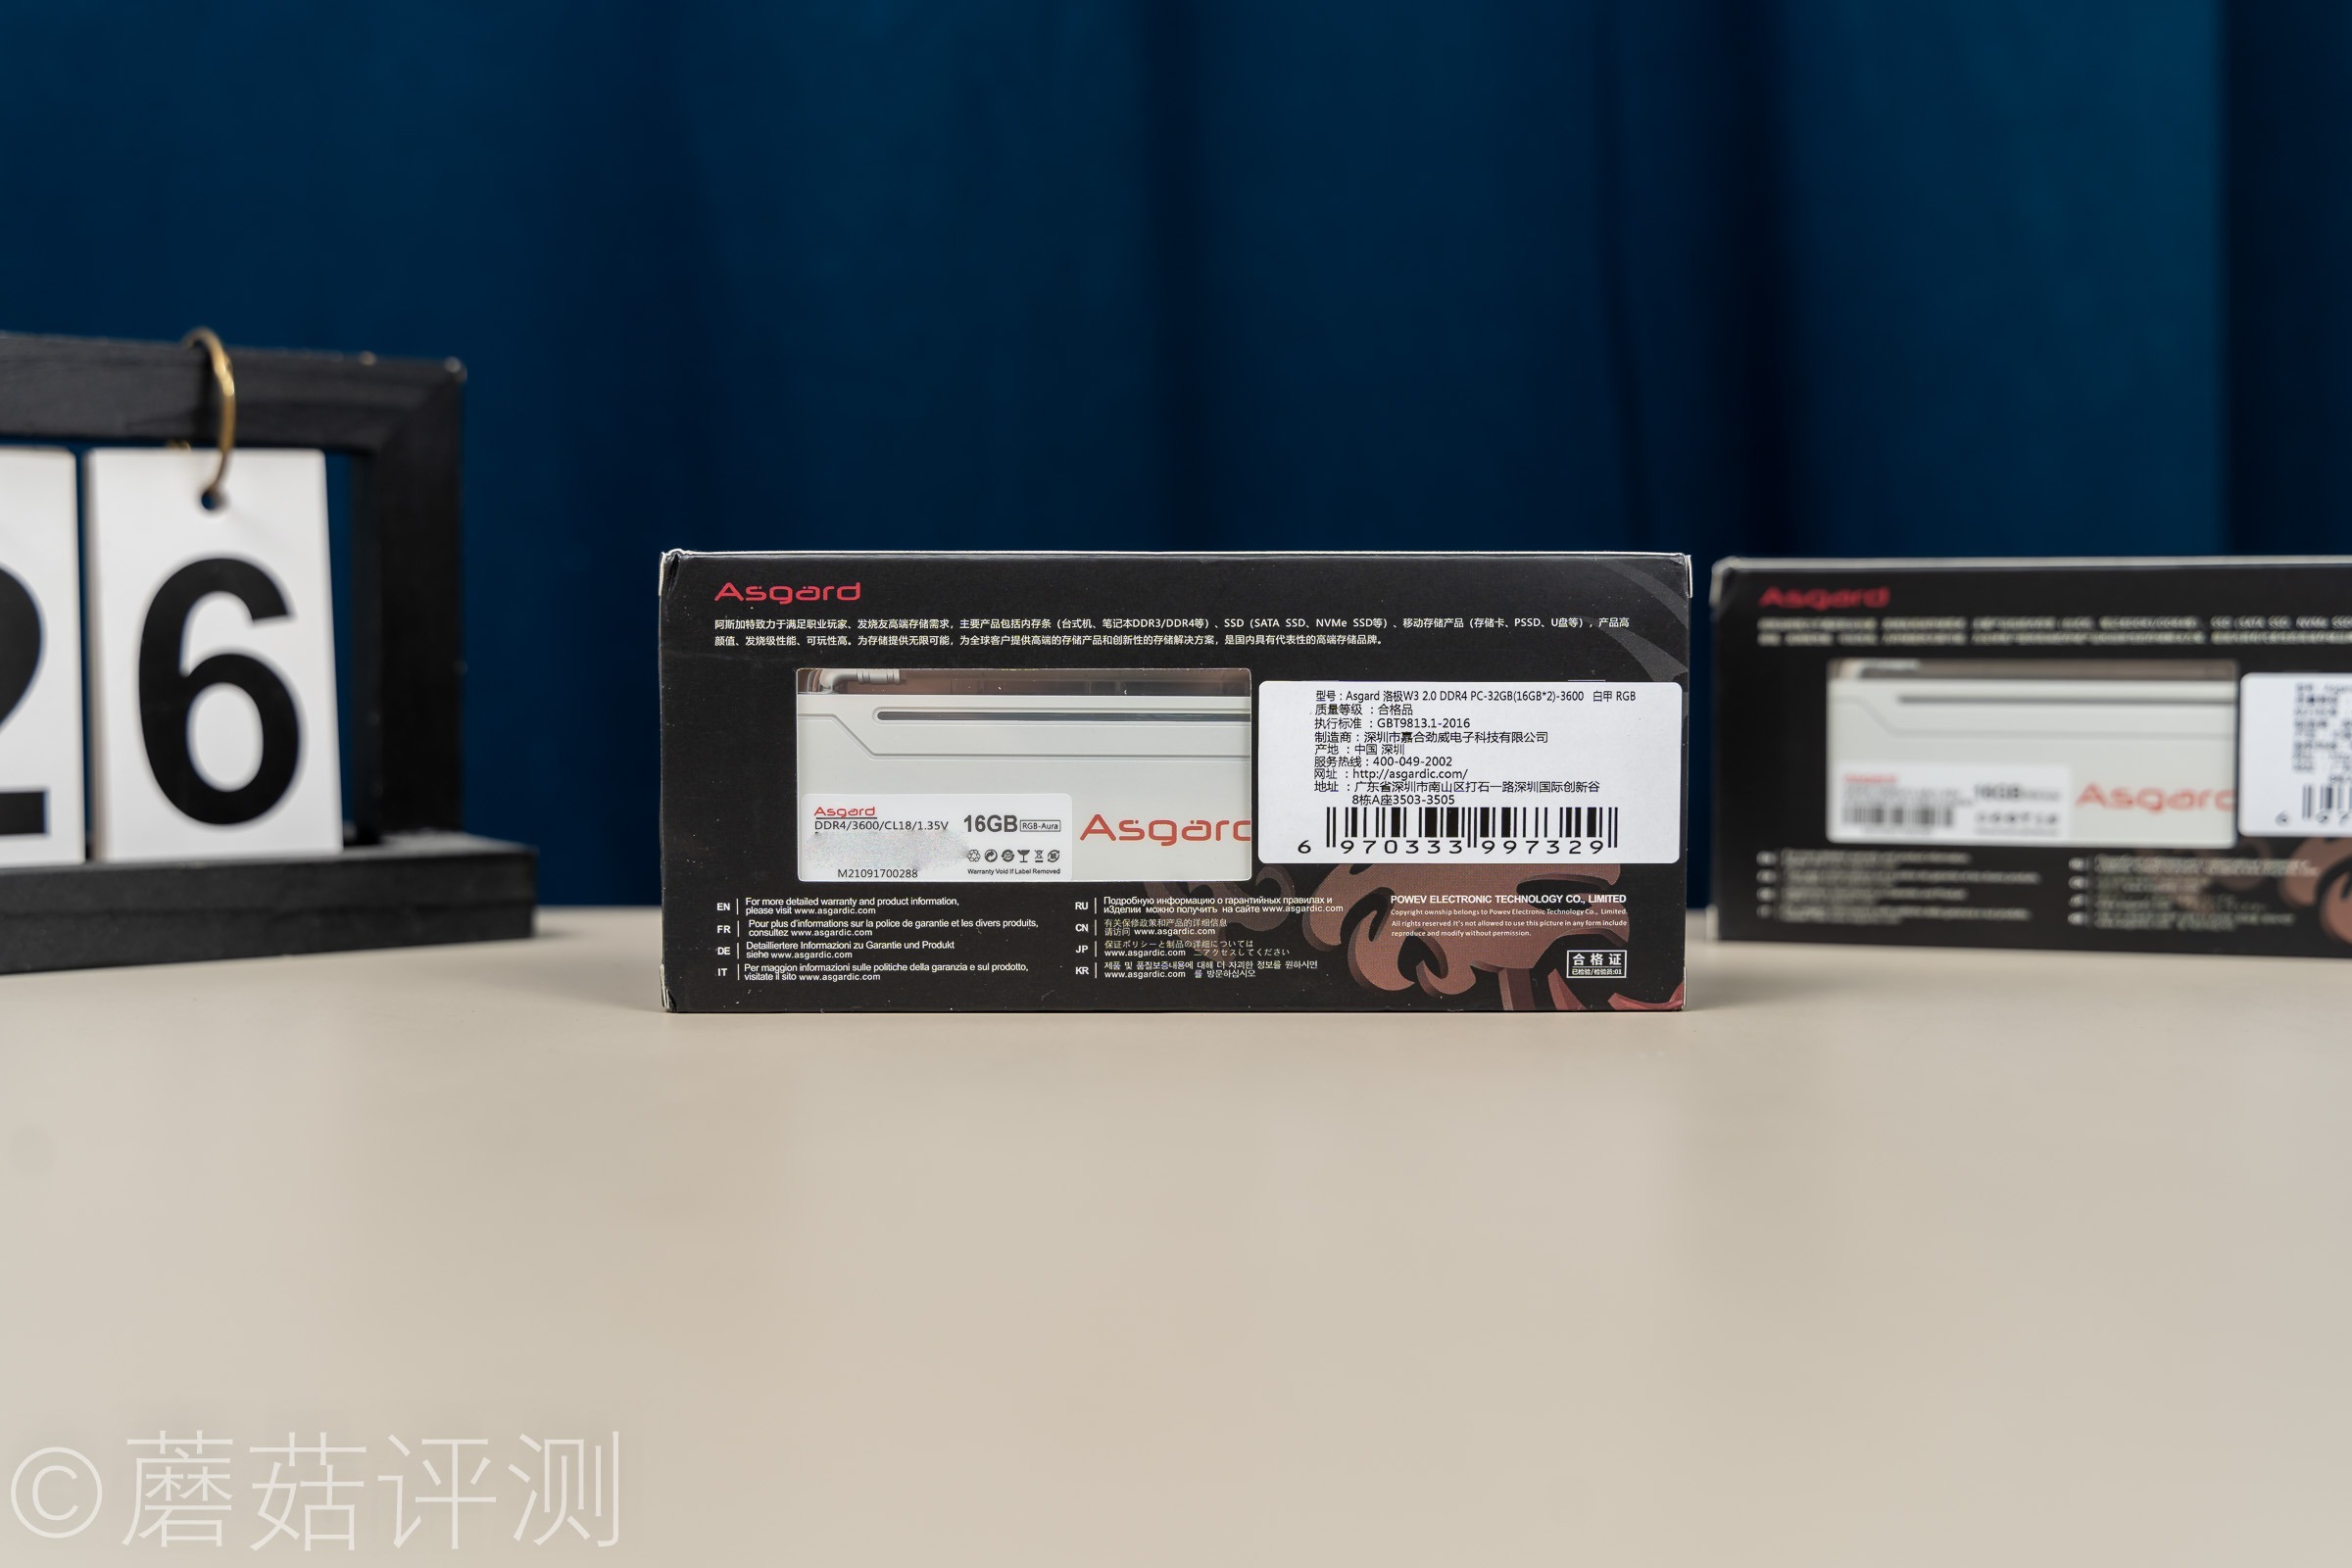 26
Asgard
阿斯加特致力于满足职业玩家、发烧友高端存储需求，主要产品包括内存条（台式机、笔记本DDR3/DDR4等）、SSD（SATA SSD、NVMe SSD等）、移动存储产品（存储卡、PSSD、U盘等），产品高
颜值、发烧级性能、可玩性高。为存储提供无限可能，为全球客户提供高端的存储产品和创新性的存储解决方案，是国内具有代表性的高端存储品牌。
Asgard
DDR4/3600/CL18/1.35V
16GB RGB-Aura
M21091700288
Warranty Void If Label Removed
Asgard
型号：Asgard 洛极W3 2.0 DDR4 PC-32GB(16GB*2)-3600 白甲 RGB
质量等级：合格品
执行标准：GBT9813.1-2016
制造商：深圳市嘉合劲威电子科技有限公司
产地：中国 深圳
服务热线：400-049-2002
网址：http://asgardic.com/
地址：广东省深圳市南山区打石一路深圳国际创新谷
8栋A座3503-3505
6 970333 997329
EN For more detailed warranty and product information,
please visit www.asgardic.com
FR Pour plus d'informations sur la police de garantie et les divers produits,
consultez www.asgardic.com
DE Detailliertere Informazioni zu Garantie und Produkt
siehe www.asgardic.com
IT Per maggion informazioni sulle politiche della garanzia e sul prodotto,
visitate il sito www.asgardic.com
RU Подробную информацию о гарантийных правилах и
иЗделии можно получить на сайте www.asgardic.com
CN 有关保修政策和产品的详细信息
请访问 www.asgardic.com
JP 保証ポリシーと制品の详细については
www.asgardic.com ニアクセスしてください
KR 제품 및 품질보증내용에 대해 더 자괴한 정보를 원하시면
www.asgardic.com 를 방문하십시오
POWEV ELECTRONIC TECHNOLOGY CO., LIMITED
Copyright ownship belongs to Powev Electronic Technology Co., Limited.
All rights reserved.It's not allowed to use this picture in any form include
reproduce and modify without permission.
合格证
已检验/检验员:01
Asgard
16GB
Asgard
6 97
©蘑菇评测